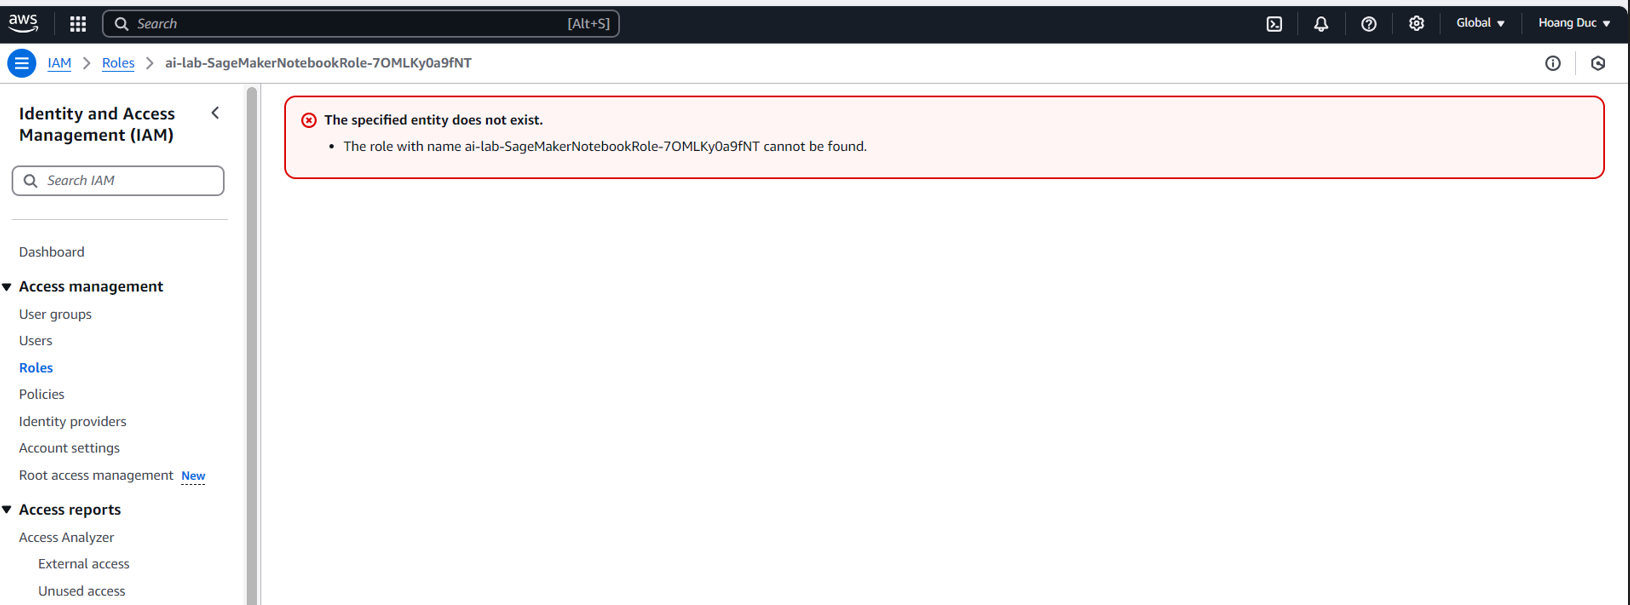 aws
Search
[Alt+S]
Global
Hoang Duc
IAM
Roles
ai-lab-SageMakerNotebookRole-7OMLKy0a9fNT
Identity and Access
Management (IAM)
Search IAM
Dashboard
Access management
User groups
Users
Roles
Policies
Identity providers
Account settings
Root access management New
Access reports
Access Analyzer
External access
Unused access
The specified entity does not exist.
• The role with name ai-lab-SageMakerNotebookRole-7OMLKy0a9fNT cannot be found.